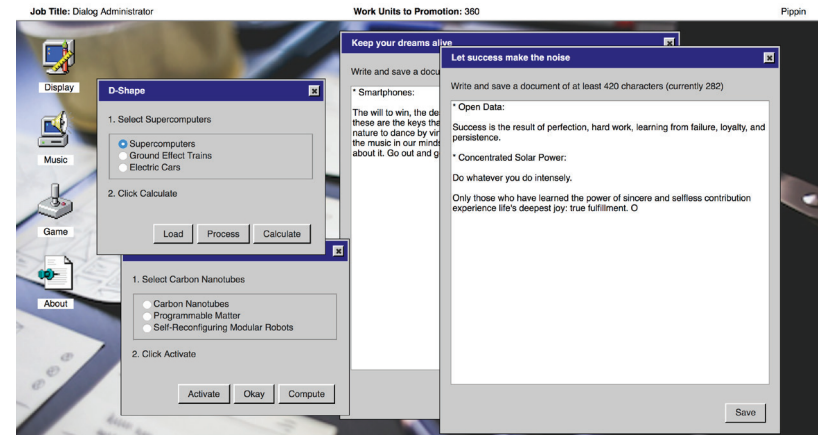 Job Title: Dialog Administrator
Work Units to Promotion: 360
Pippin
Display
Music
Game
About
Keep your dreams alive
Write and save a docu
* Smartphones:
The will to win, the de
these are the keys tha
nature to dance by vir
the music in our minds
about it. Go out and g
Let success make the noise
Write and save a document of at least 420 characters (currently 282)
* Open Data:
Success is the result of perfection, hard work, learning from failure, loyalty, and
persistence.
* Concentrated Solar Power:
Do whatever you do intensely.
Only those who have learned the power of sincere and selfless contribution
experience life's deepest joy: true fulfillment. O
Save
D-Shape
1. Select Supercomputers
Supercomputers
Ground Effect Trains
Electric Cars
2. Click Calculate
Load
Process
Calculate
1. Select Carbon Nanotubes
Carbon Nanotubes
Programmable Matter
Self-Reconfiguring Modular Robots
2. Click Activate
Activate
Okay
Compute